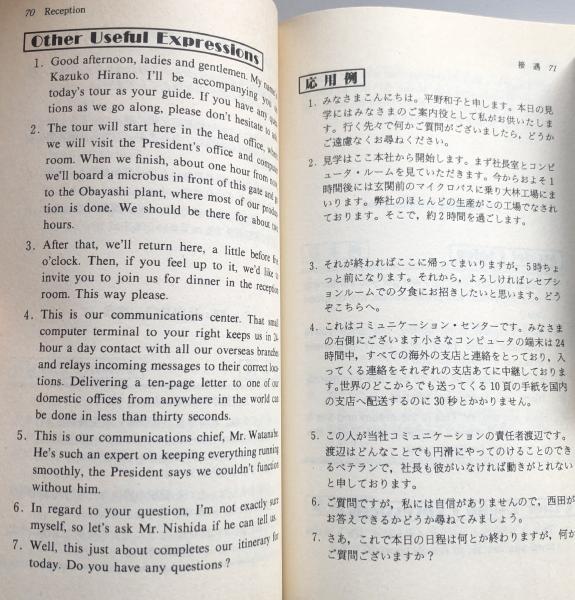 70 Reception
Other Useful Expressions
1. Good afternoon, ladies and gentlemen. My name
Kazuko Hirano. I'll be accompanying you
today's tour as your guide. If you have any
tions as we go along, please don't hesitate to
2. The tour will start here in the head office, where
we will visit the President's office and computer
room. When we finish, about one hour from now
we'll board a microbus in front of this gate and
to the Obayashi plant, where most of our produc
tion is done. We should be there for about two
hours.
3. After that, we'll return here, a little before five
o'clock. Then, if you feel up to it, we'd like
invite you to join us for dinner in the reception
room. This way please.
4. This is our communications center. That small
computer terminal to your right keeps us in 24
hour a day contact with all our overseas branches
and relays incoming messages to their correct loca
tions. Delivering a ten-page letter to one of our
domestic offices from anywhere in the world can
be done in less than thirty seconds.
5. This is our communications chief, Mr. Watanabe.
He's such an expert on keeping everything running
smoothly, the President says we couldn't function
without him.
6. In regard to your question, I'm not exactly sure
myself, so let's ask Mr. Nishida if he can tell us.
7. Well, this just about completes our itinerary for
today. Do you have any questions?
接遇 71
応用例
1. みなさまこんにちは。平野和子と申します。本日の見
学にはみなさまのご案内役として私がお供いたしま
す。行く先々で何かご質問がございましたら、どうか
ご遠慮なくお尋ねください。
2. 見学はここ本社から開始します。まず社長室とコンピ
ュータ・ルームを見ていただきます。今からおよそ1
時間後には玄関前のマイクロバスに乗り大林工場にま
いります。弊社のほとんどの生産がこの工場でなされ
ております。そこで，約2時間を過ごします。
3. それが終わればここに帰ってまいりますが，5時ちょ
っと前になります。それから，よろしければレセプシ
ョンルームでの夕食にお招きしたいと思います。どう
ぞこちらへ。
4. これはコミュニケーション・センターです。みなさま
の右側にございます小さなコンピュータの端末は24
時間中，すべての海外の支店と連絡をとっており，入
ってくる連絡をそれぞれの支店あてに中継しておりま
す。世界のどこからでも送ってくる10頁の手紙を国内
の支店へ配送するのに30秒とかかりません。
5. この人が当社コミュニケーションの責任者渡辺です。
渡辺はどんなことでも円滑にやってのけることのでき
るベテランで，社長も彼がいなければ動きがとれない
と申しております。
6. ご質問ですが，私には自信がありませんので，西田が
お答えできるかどうか尋ねてみましょう。
7. さあ，これで本日の日程は何とか終わりますが，何か
ご質問ございますか？